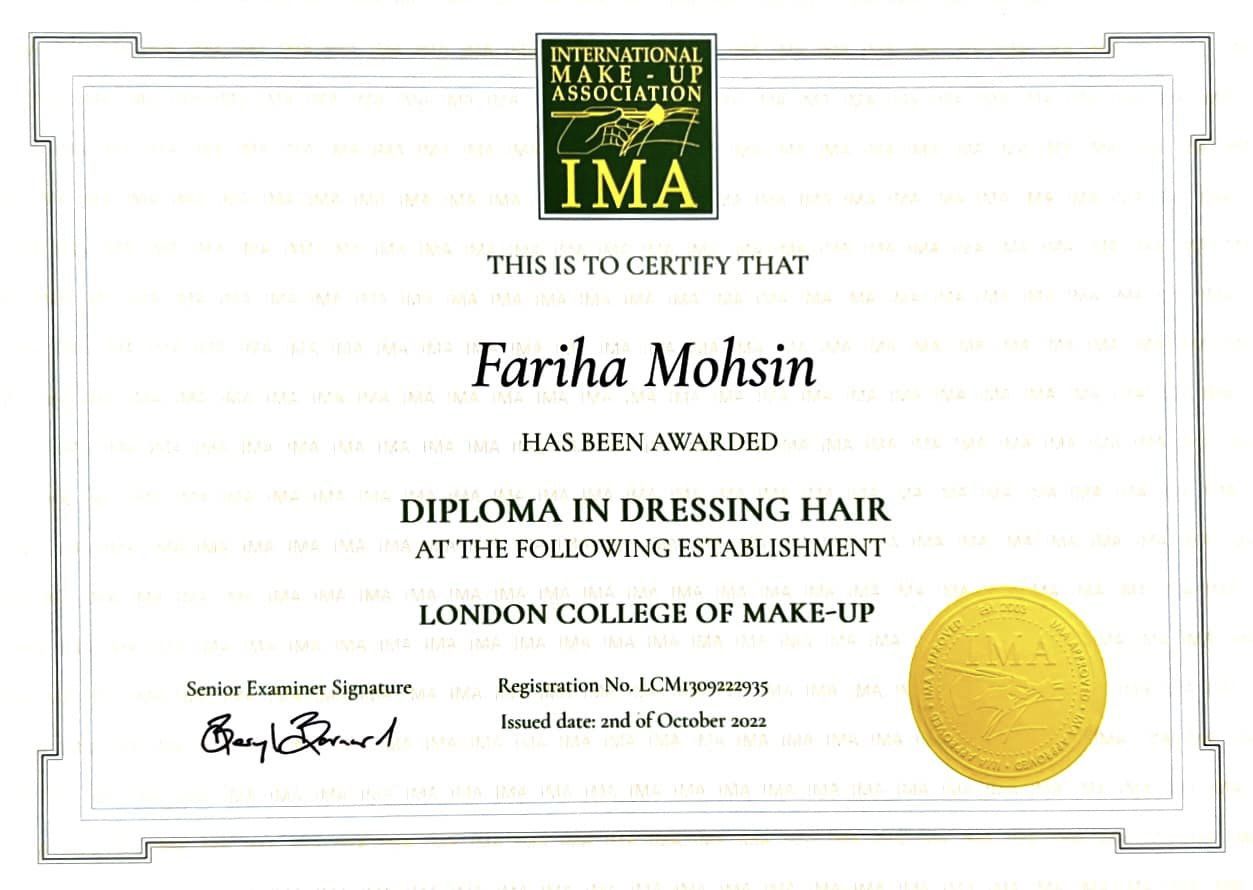 INTERNATIONAL
MAKE - UP
ASSOCIATION
IMA
THIS IS TO CERTIFY THAT
Fariha Mohsin
HAS BEEN AWARDED
DIPLOMA IN DRESSING HAIR
AT THE FOLLOWING ESTABLISHMENT
LONDON COLLEGE OF MAKE-UP
Senior Examiner Signature
Beryl Barnard
Registration No. LCM1309222935
Issued date: 2nd of October 2022
EST. 2003
IMA
IMA APPROVED • IMA APPROVED • IMA APPROVED • IMA APPROVED